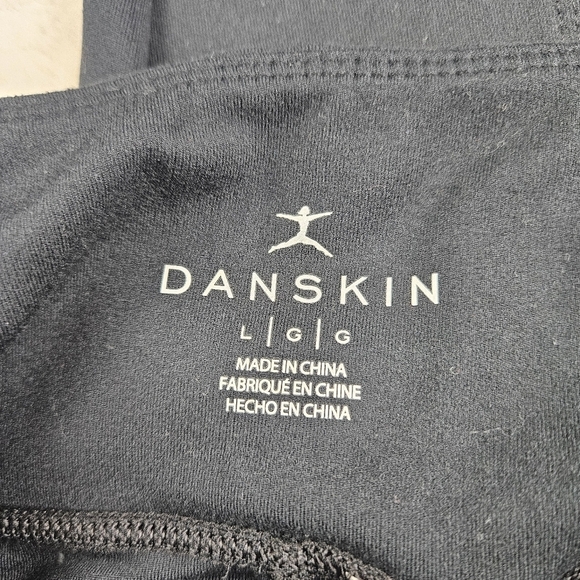 DANSKIN
L | G | G
MADE IN CHINA
FABRIQUÉ EN CHINE
HECHO EN CHINA